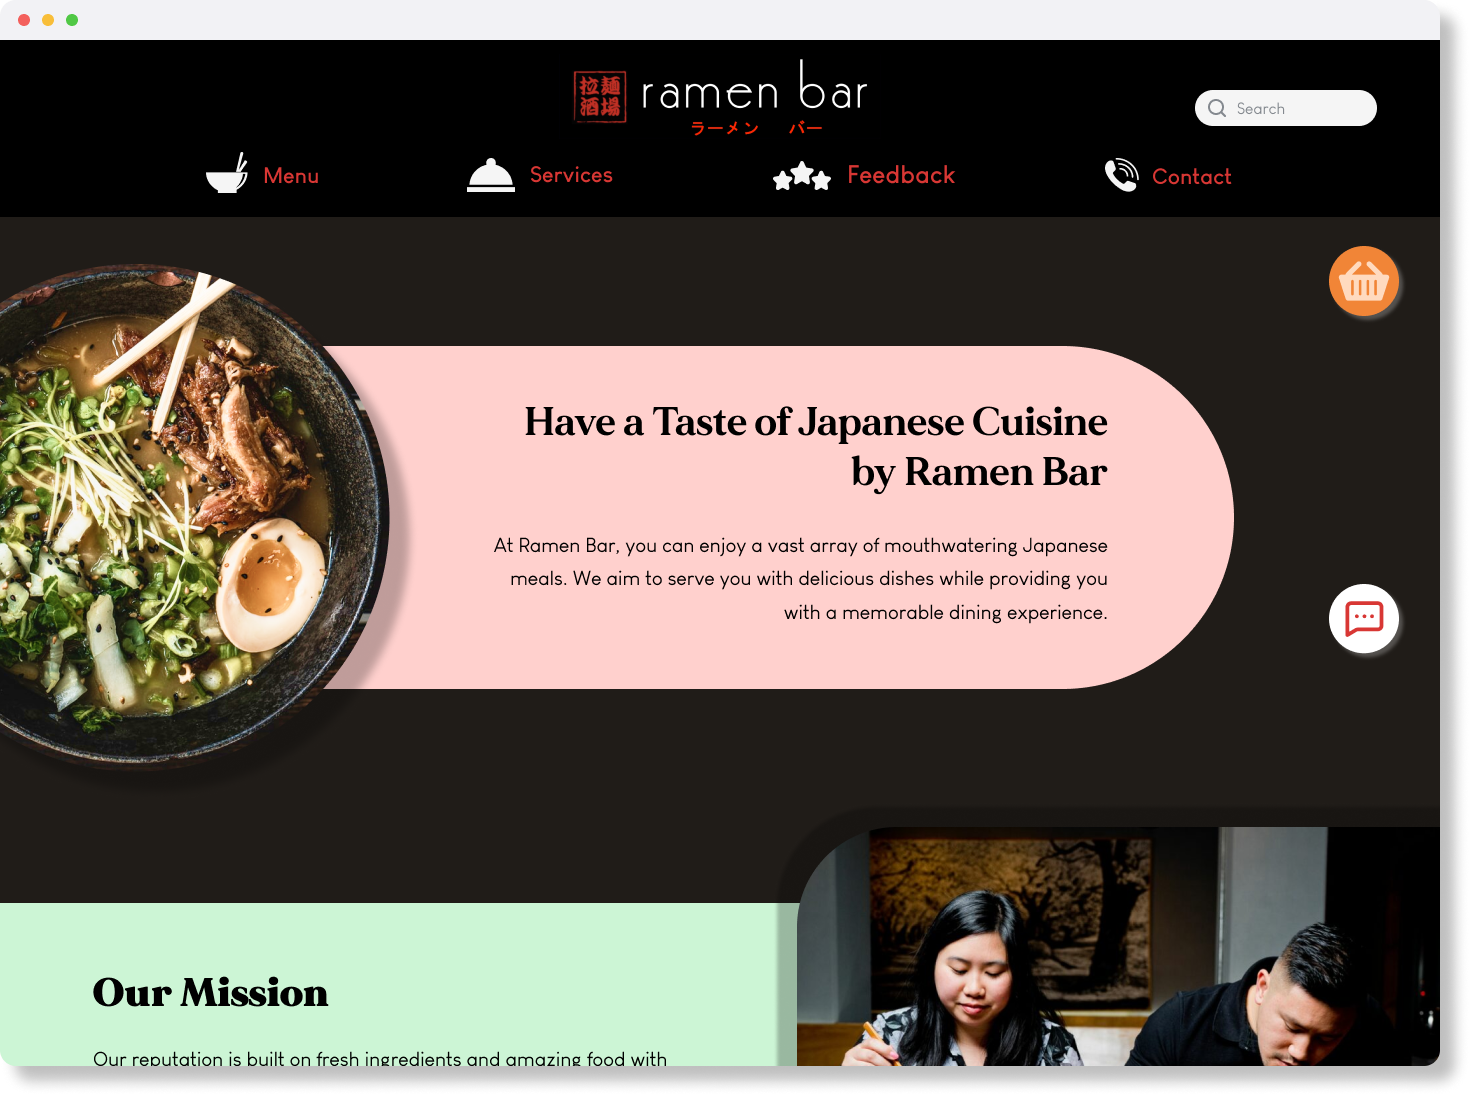 拉麺
酒場
ramen bar
ラーメン バー
Search
Menu
Services
Feedback
Contact
Have a Taste of Japanese Cuisine
by Ramen Bar
At Ramen Bar, you can enjoy a vast array of mouthwatering Japanese
meals. We aim to serve you with delicious dishes while providing you
with a memorable dining experience.
Our Mission
Our reputation is built on fresh ingredients and amazing food with